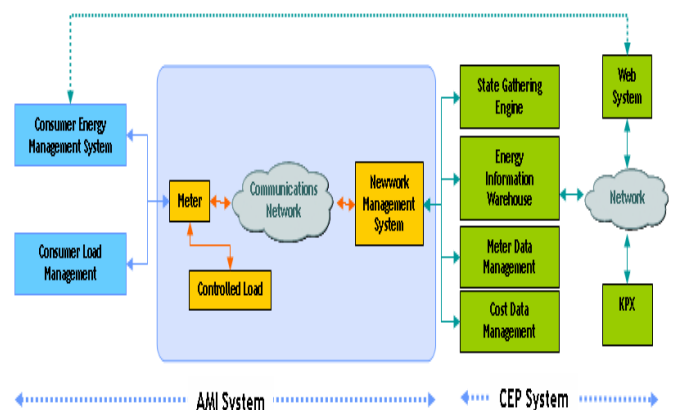 Consumer Energy
Management System
Consumer Load
Management
Meter
Communications
Network
Newwork
Management
System
Controlled Load
State Gathering
Engine
Energy
Information
Warehouse
Meter Data
Management
Cost Data
Management
Web
System
Network
KPX
AMI System
CEP System